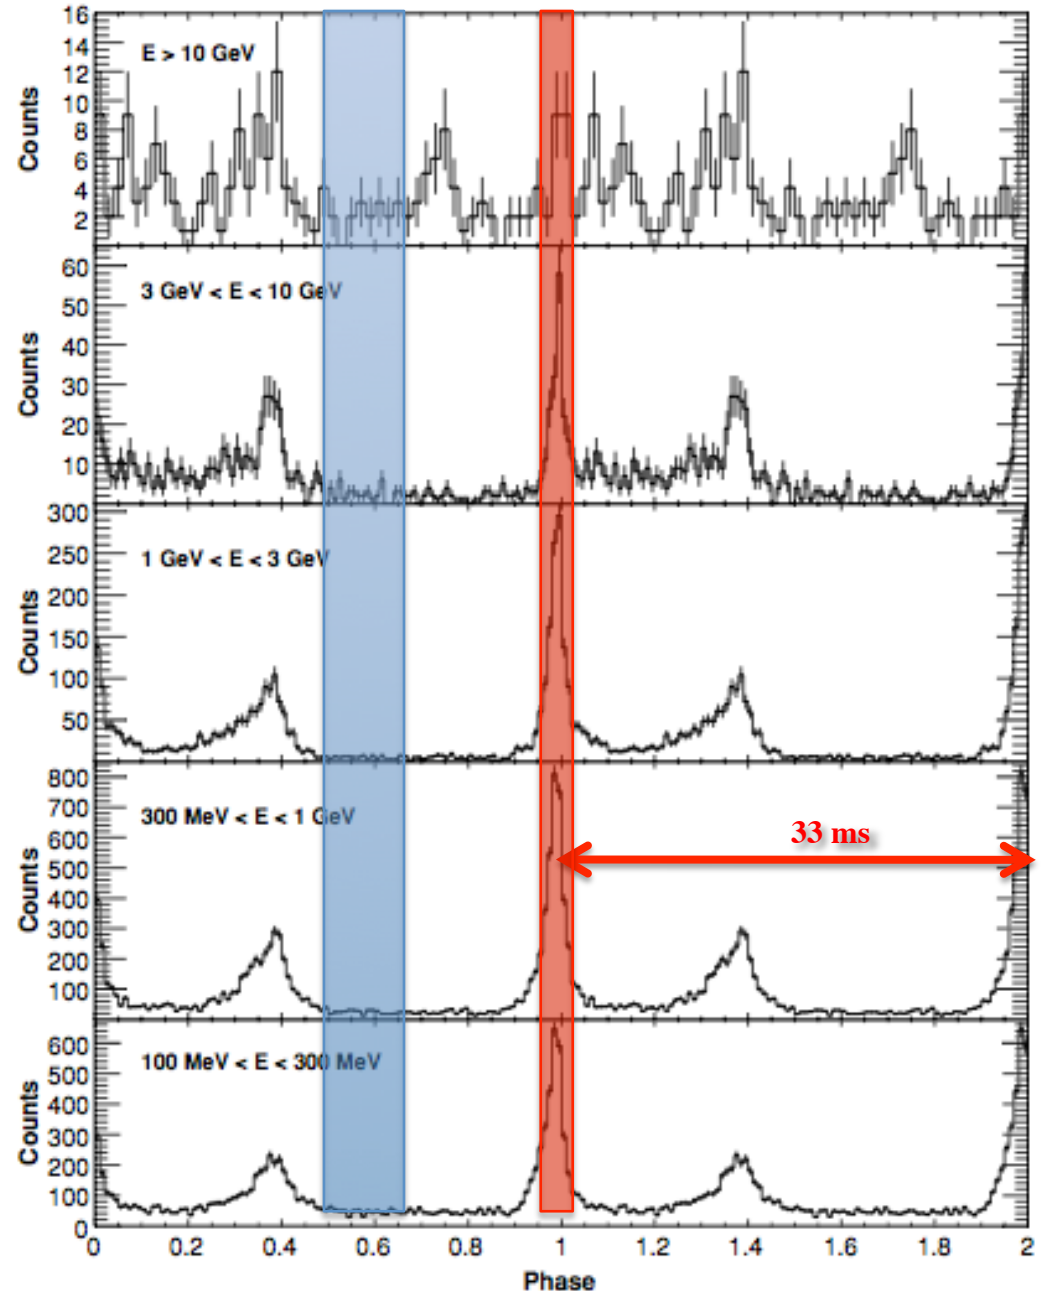 16
14
12
10
8
6
4
2
Counts
E > 10 GeV
60
50
40
30
20
10
Counts
3 GeV < E < 10 GeV
300
250
200
150
100
50
Counts
1 GeV < E < 3 GeV
800
700
600
500
400
300
200
100
Counts
300 MeV < E < 1 GeV
33 ms
600
500
400
300
200
100
0
Counts
100 MeV < E < 300 MeV
0 0.2 0.4 0.6 0.8 1 1.2 1.4 1.6 1.8 2
Phase